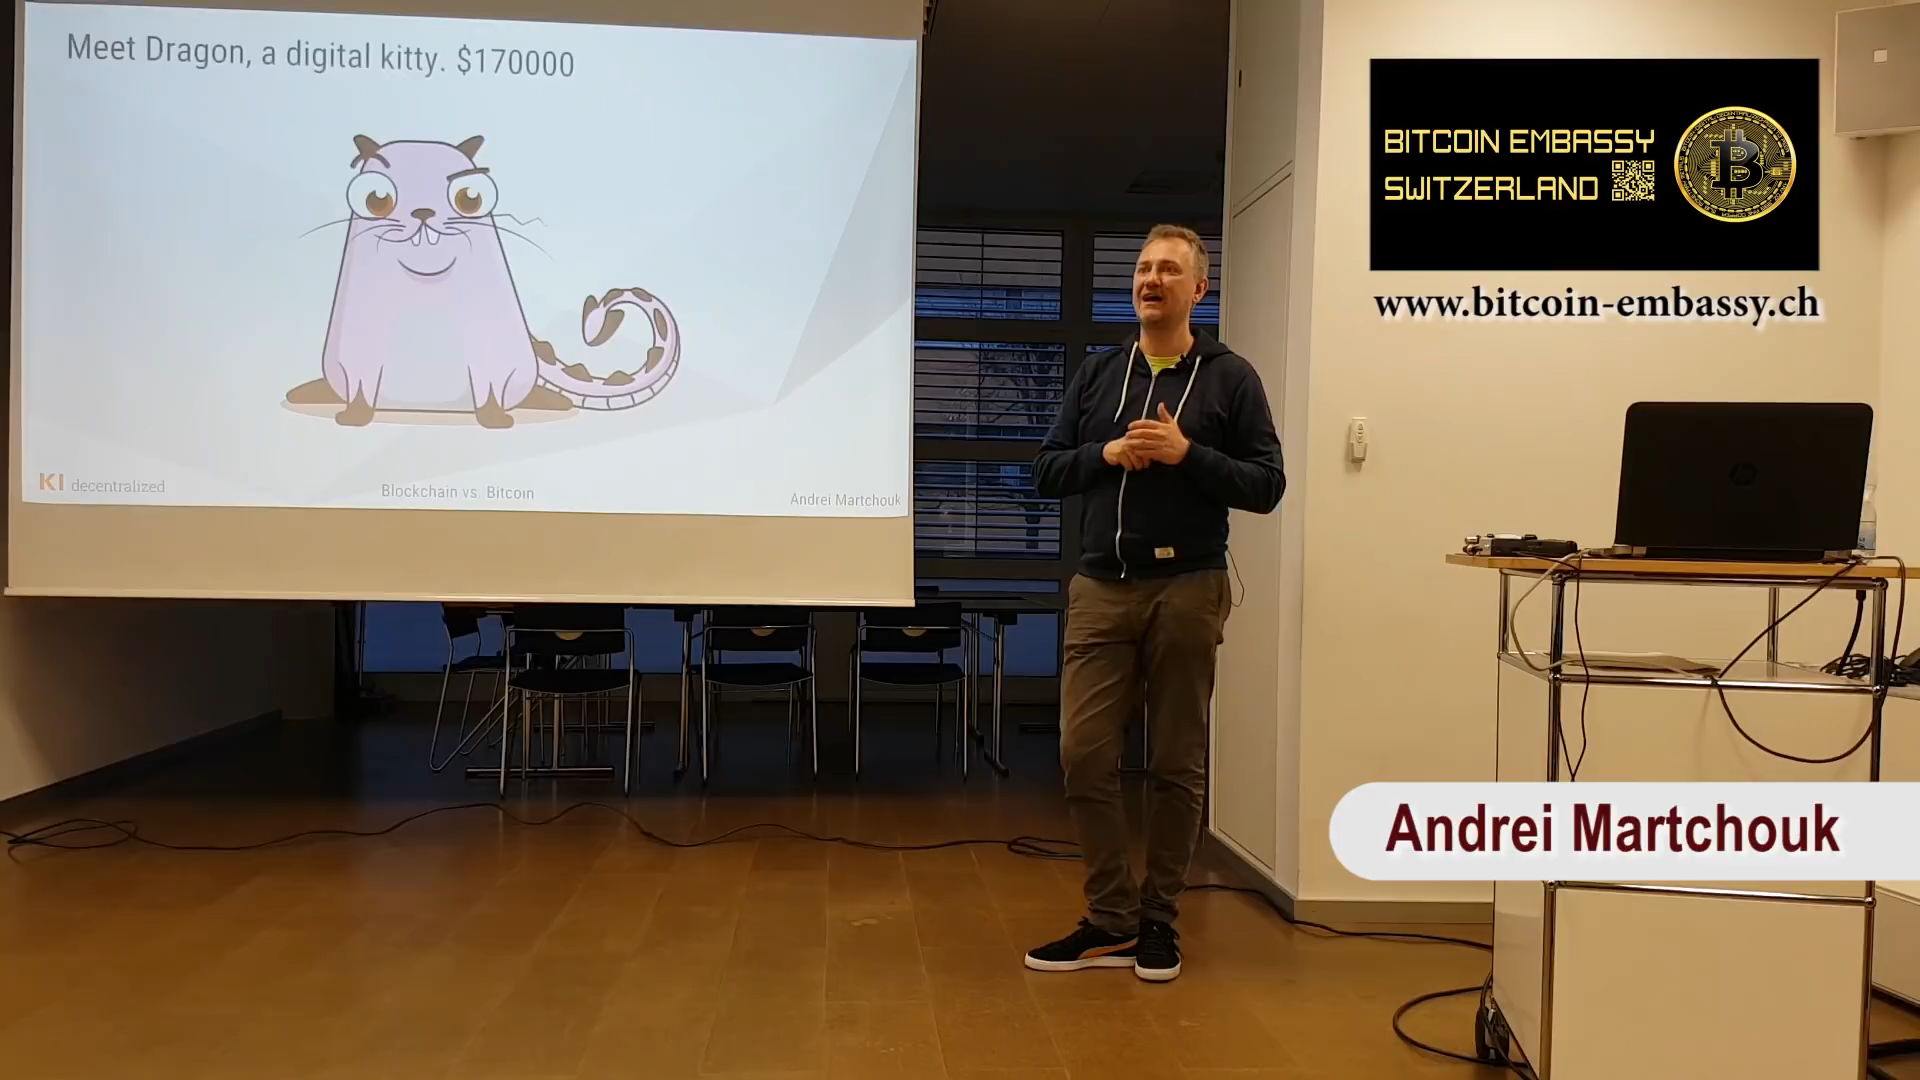 Meet Dragon, a digital kitty. $170000
KI decentralized
Blockchain vs. Bitcoin
Andrei Martchouk
BITCOIN EMBASSY
SWITZERLAND
www.bitcoin-embassy.ch
Andrei Martchouk